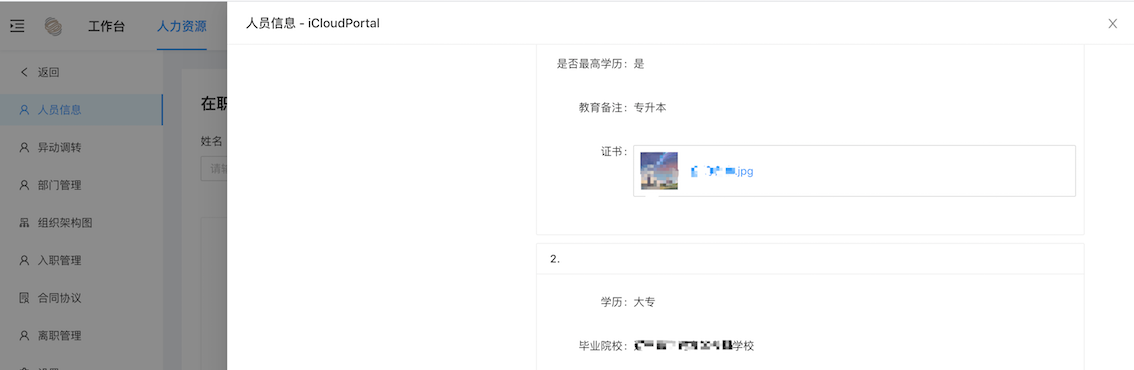 工作台
人力资源
人员信息 - iCloudPortal
返回
人员信息
异动调转
部门管理
组织架构图
入职管理
合同协议
离职管理
在职
姓名
是否最高学历：是
教育备注：专升本
证书：
.jpg
2.
学历：大专
毕业院校：
学校